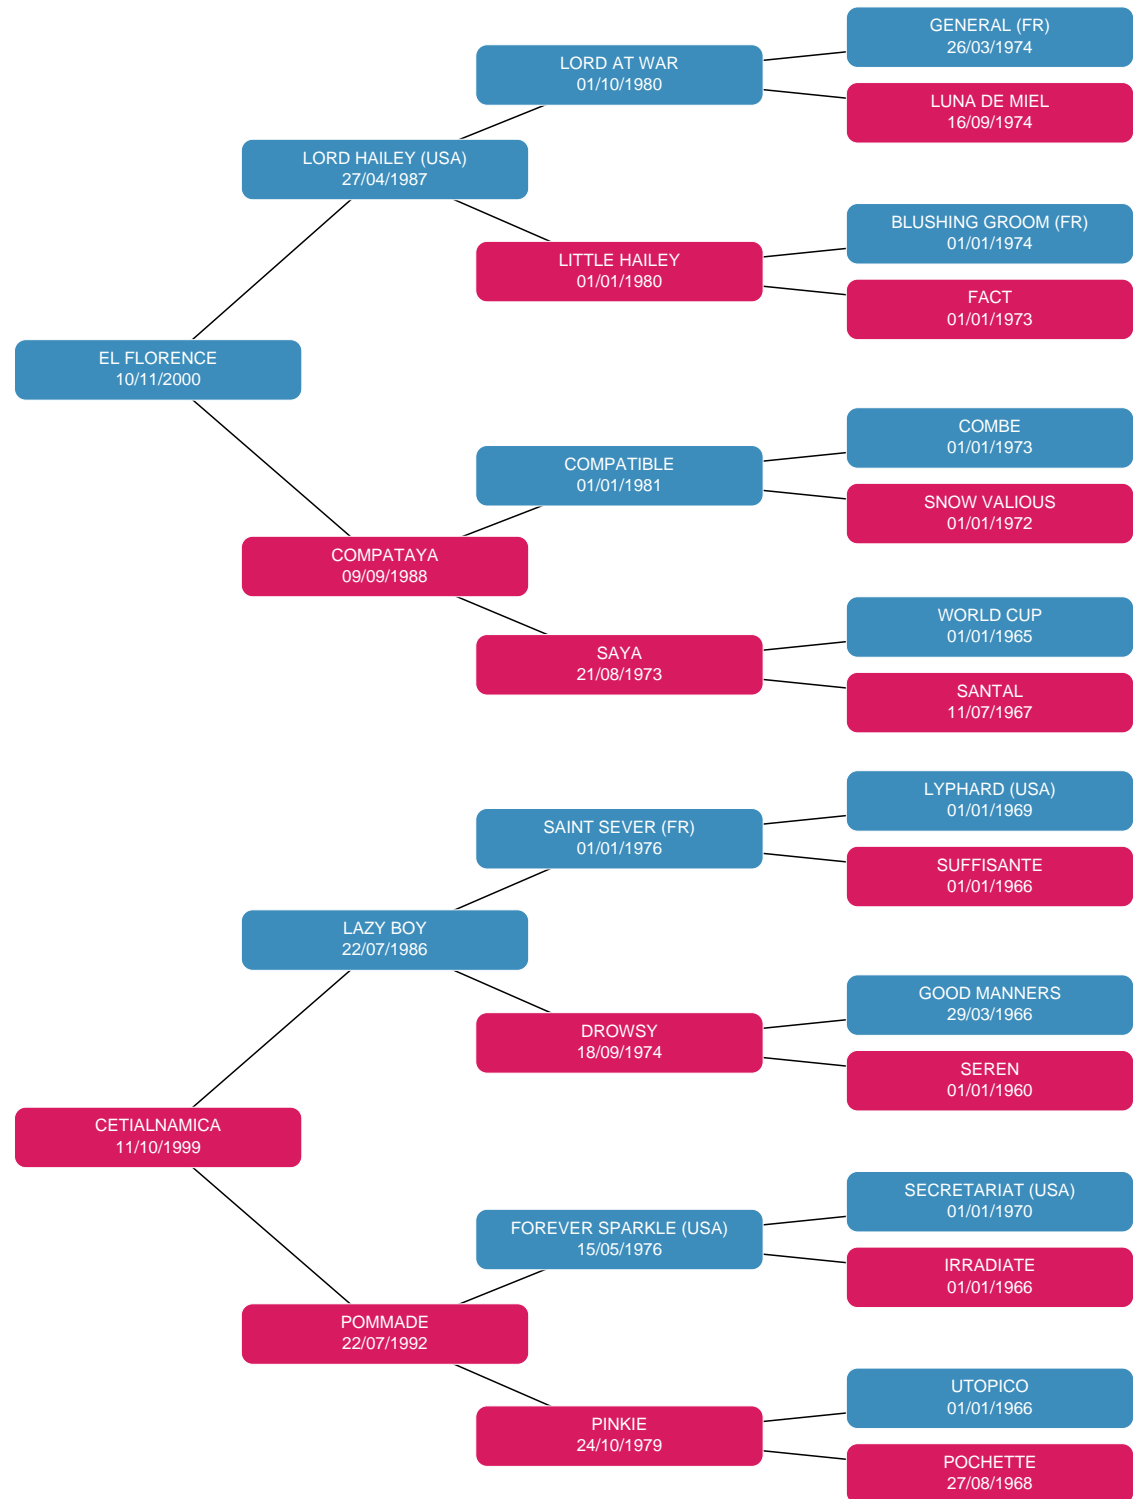 GENERAL (FR)
26/03/1974
LORD AT WAR
01/10/1980
LUNA DE MIEL
16/09/1974
LORD HAILEY (USA)
27/04/1987
BLUSHING GROOM (FR)
01/01/1974
LITTLE HAILEY
01/01/1980
FACT
01/01/1973
EL FLORENCE
10/11/2000
COMBE
01/01/1973
COMPATIBLE
01/01/1981
SNOW VALIOUS
01/01/1972
COMPATAYA
09/09/1988
WORLD CUP
01/01/1965
SAYA
21/08/1973
SANTAL
11/07/1967
LYPHARD (USA)
01/01/1969
SAINT SEVER (FR)
01/01/1976
SUFFISANTE
01/01/1966
LAZY BOY
22/07/1986
GOOD MANNERS
29/03/1966
DROWSY
18/09/1974
SEREN
01/01/1960
CETIALNAMICA
11/10/1999
SECRETARIAT (USA)
01/01/1970
FOREVER SPARKLE (USA)
15/05/1976
IRRADIATE
01/01/1966
POMMADE
22/07/1992
UTOPICO
01/01/1966
PINKIE
24/10/1979
POCHETTE
27/08/1968